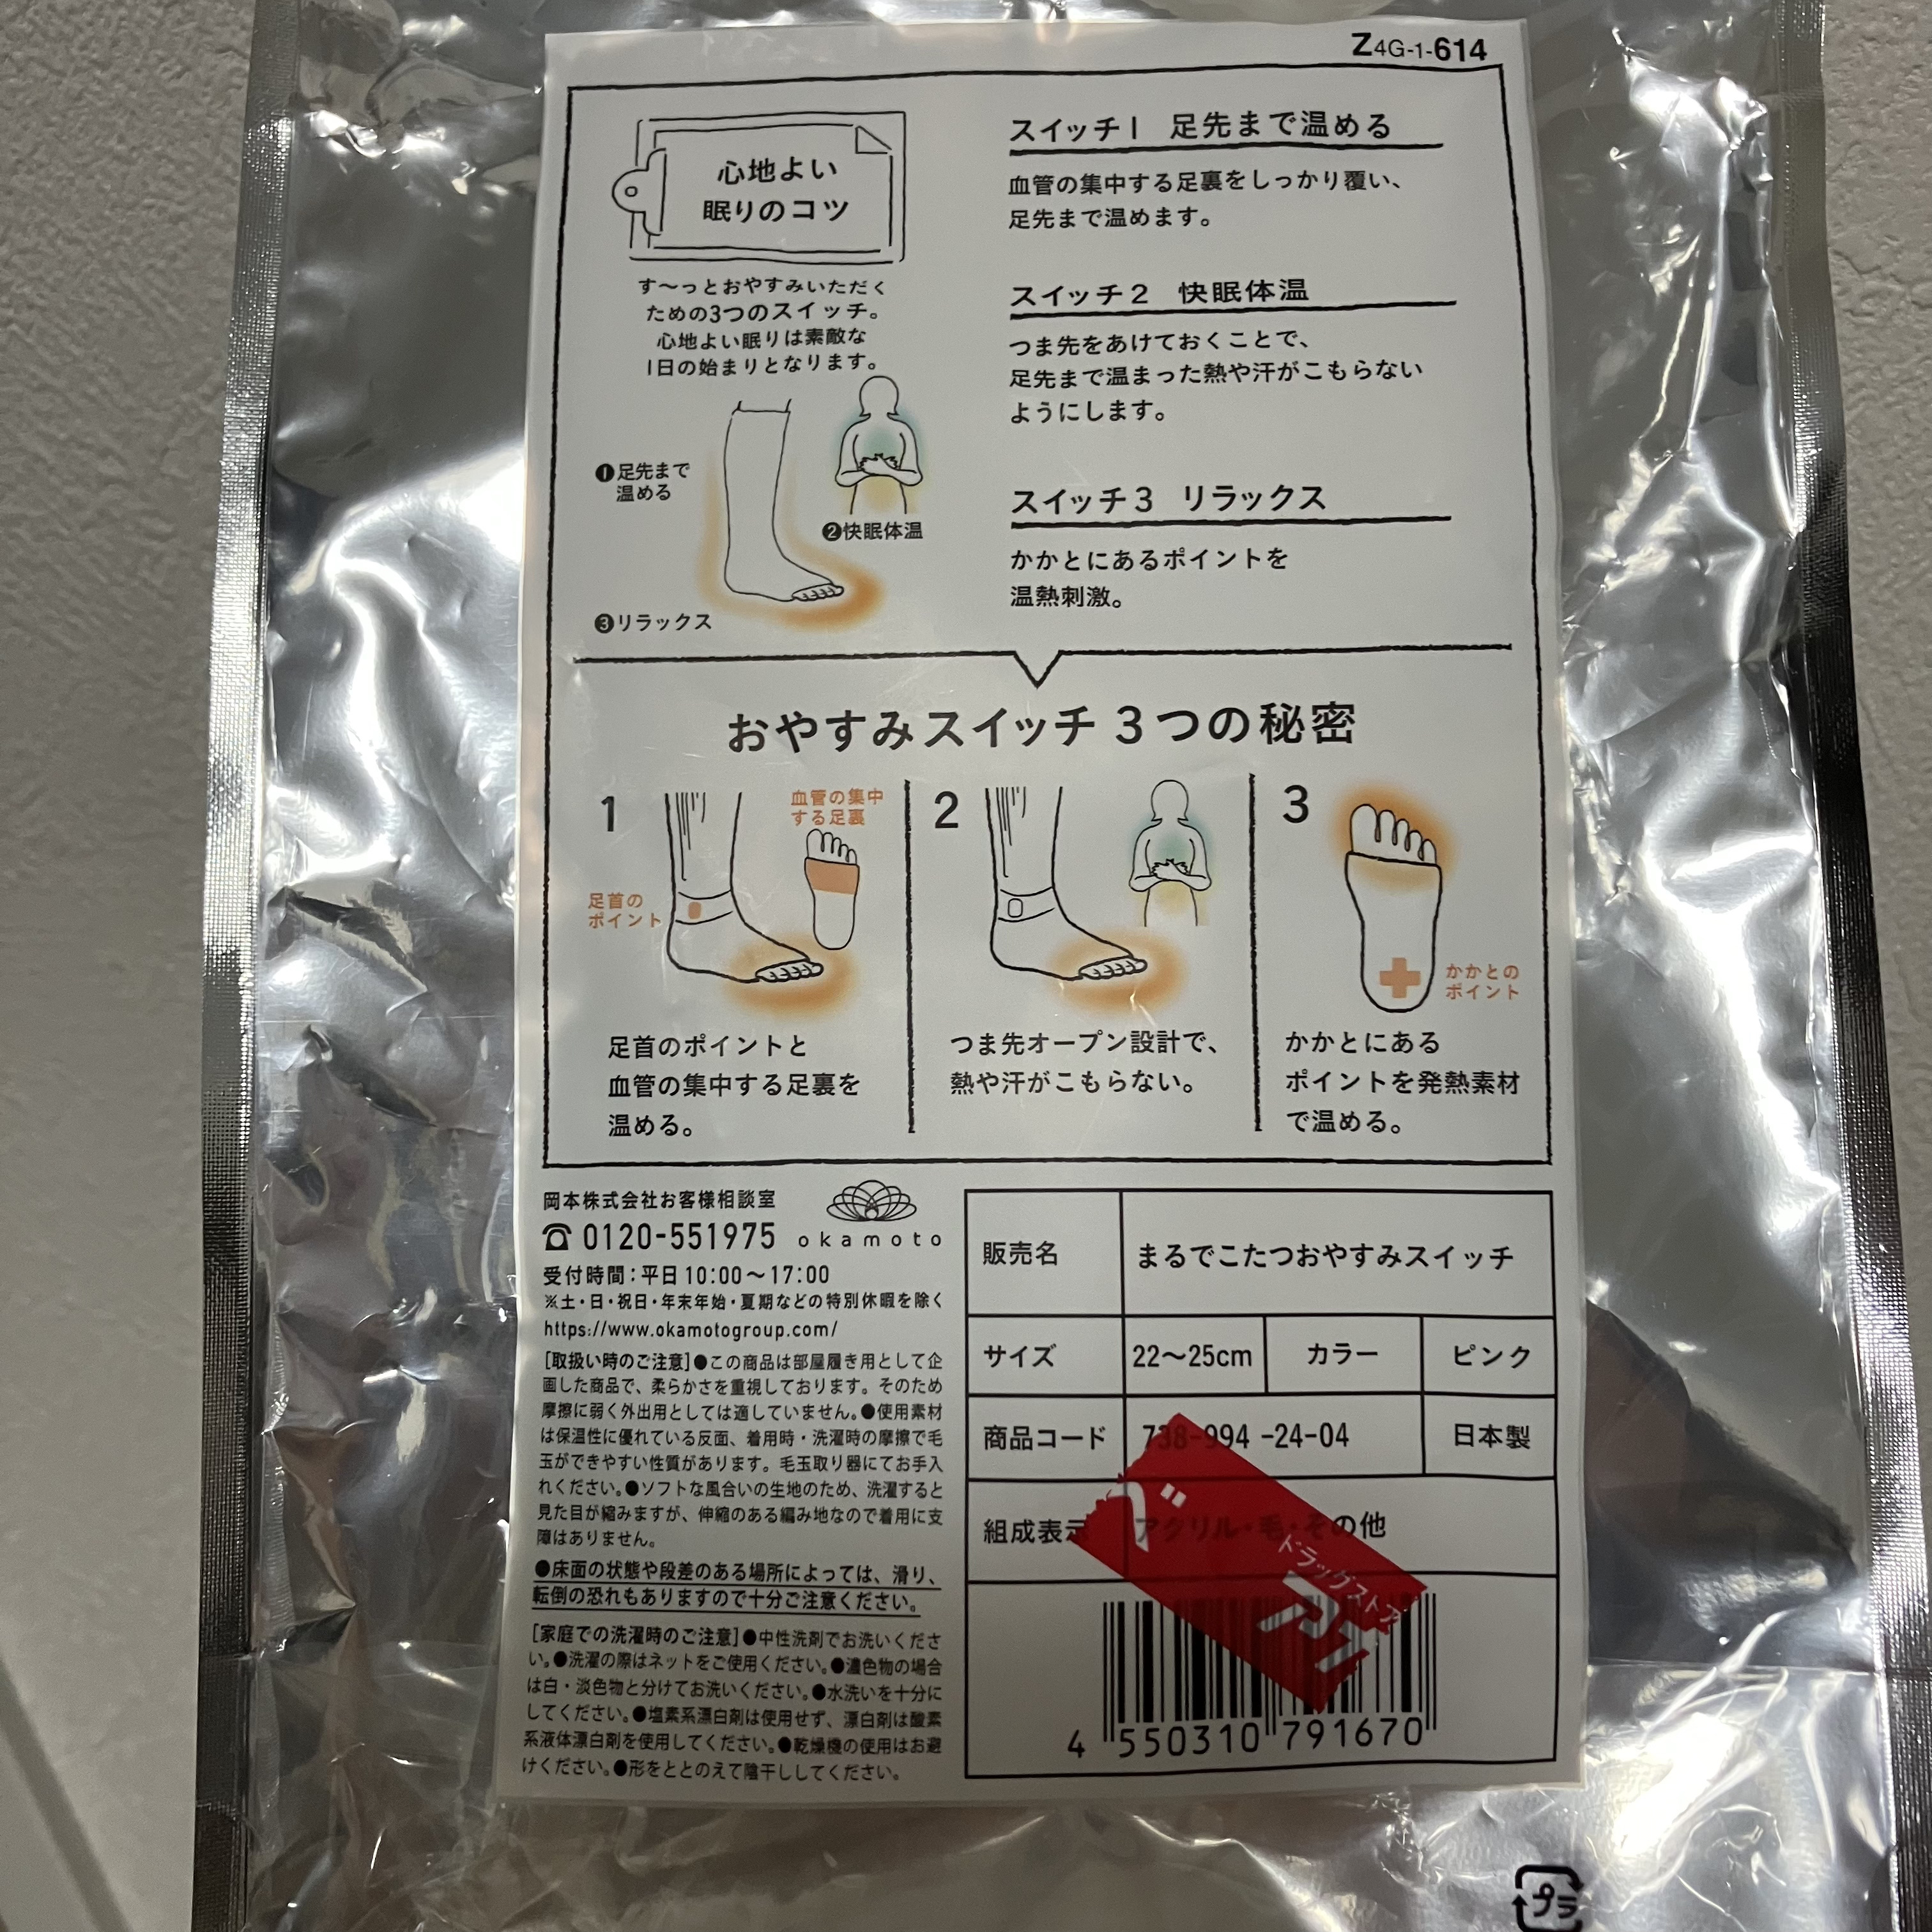 Z4G-1-614
心地よい
眠りのコツ
す〜っとおやすみいただく
ための3つのスイッチ。
心地よい眠りは素敵な
1日の始まりとなります。
❶足先まで
温める
❷快眠体温
❸リラックス
スイッチ1 足先まで温める
血管の集中する足裏をしっかり覆い、
足先まで温めます。
スイッチ2 快眠体温
つま先をあけておくことで、
足先まで温まった熱や汗がこもらない
ようにします。
スイッチ3 リラックス
かかとにあるポイントを
温熱刺激。
おやすみスイッチ3つの秘密
1
血管の集中
する足裏
足首の
ポイント
足首のポイントと
血管の集中する足裏を
温める。
2
つま先オープン設計で、
熱や汗がこもらない。
3
かかとの
ポイント
かかとにある
ポイントを発熱素材
で温める。
岡本株式会社お客様相談室
☎0120-551975
okamoto
受付時間：平日10:00〜17:00
※土・日・祝日・年末年始・夏期などの特別休暇を除く
https://www.okamotogroup.com/
[取扱い時のご注意]●この商品は部屋履き用として企
画した商品で、柔らかさを重視しております。そのため
摩擦に弱く外出用としては適していません。●使用素材
は保温性に優れている反面、着用時・洗濯時の摩擦で毛
玉ができやすい性質があります。毛玉取り器にてお手入
れください。●ソフトな風合いの生地のため、洗濯すると
見た目が縮みますが、伸縮のある編み地なので着用に支
障はありません。
●床面の状態や段差のある場所によっては、滑り、
転倒の恐れもありますので十分ご注意ください。
[家庭での洗濯時のご注意]●中性洗剤でお洗いくださ
い。●洗濯の際はネットをご使用ください。●濃色物の場合
は白・淡色物と分けてお洗いください。●水洗いを十分に
してください。●塩素系漂白剤は使用せず、漂白剤は酸素
系液体漂白剤を使用してください。●乾燥機の使用はお避
けください。●形をととのえて陰干ししてください。
販売名 まるでこたつおやすみスイッチ
サイズ 22〜25cm カラー ピンク
商品コード 738-994 -24-04 日本製
組成表示 アクリル・毛・その他
ドラッグストア
アオ
4 550310 791670
プラ